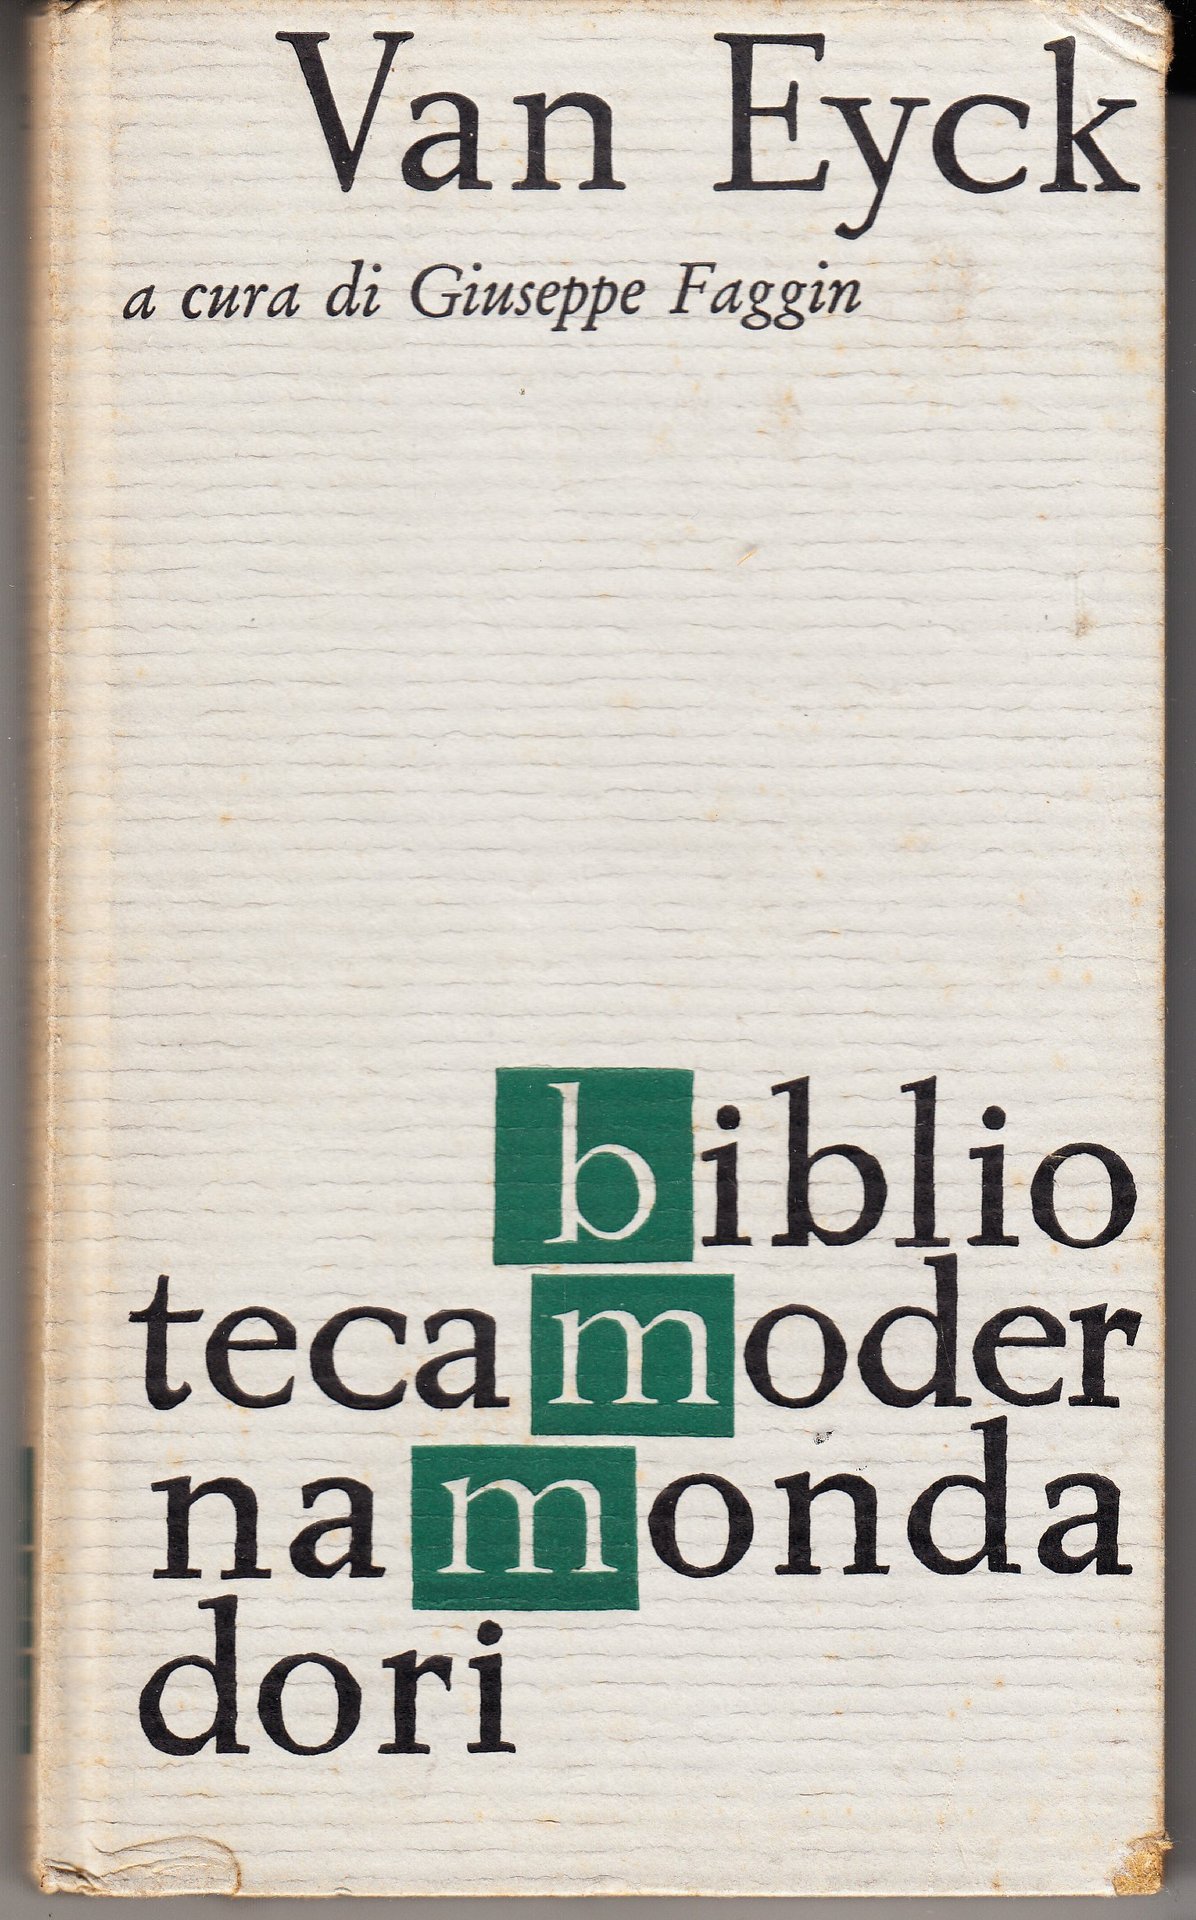 Van Eyck
a cura di Giuseppe Faggin
biblio
tecamoder
namonda
dori